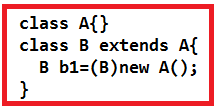 class A{}
class B extends A{
B b1=(B)new A();
}